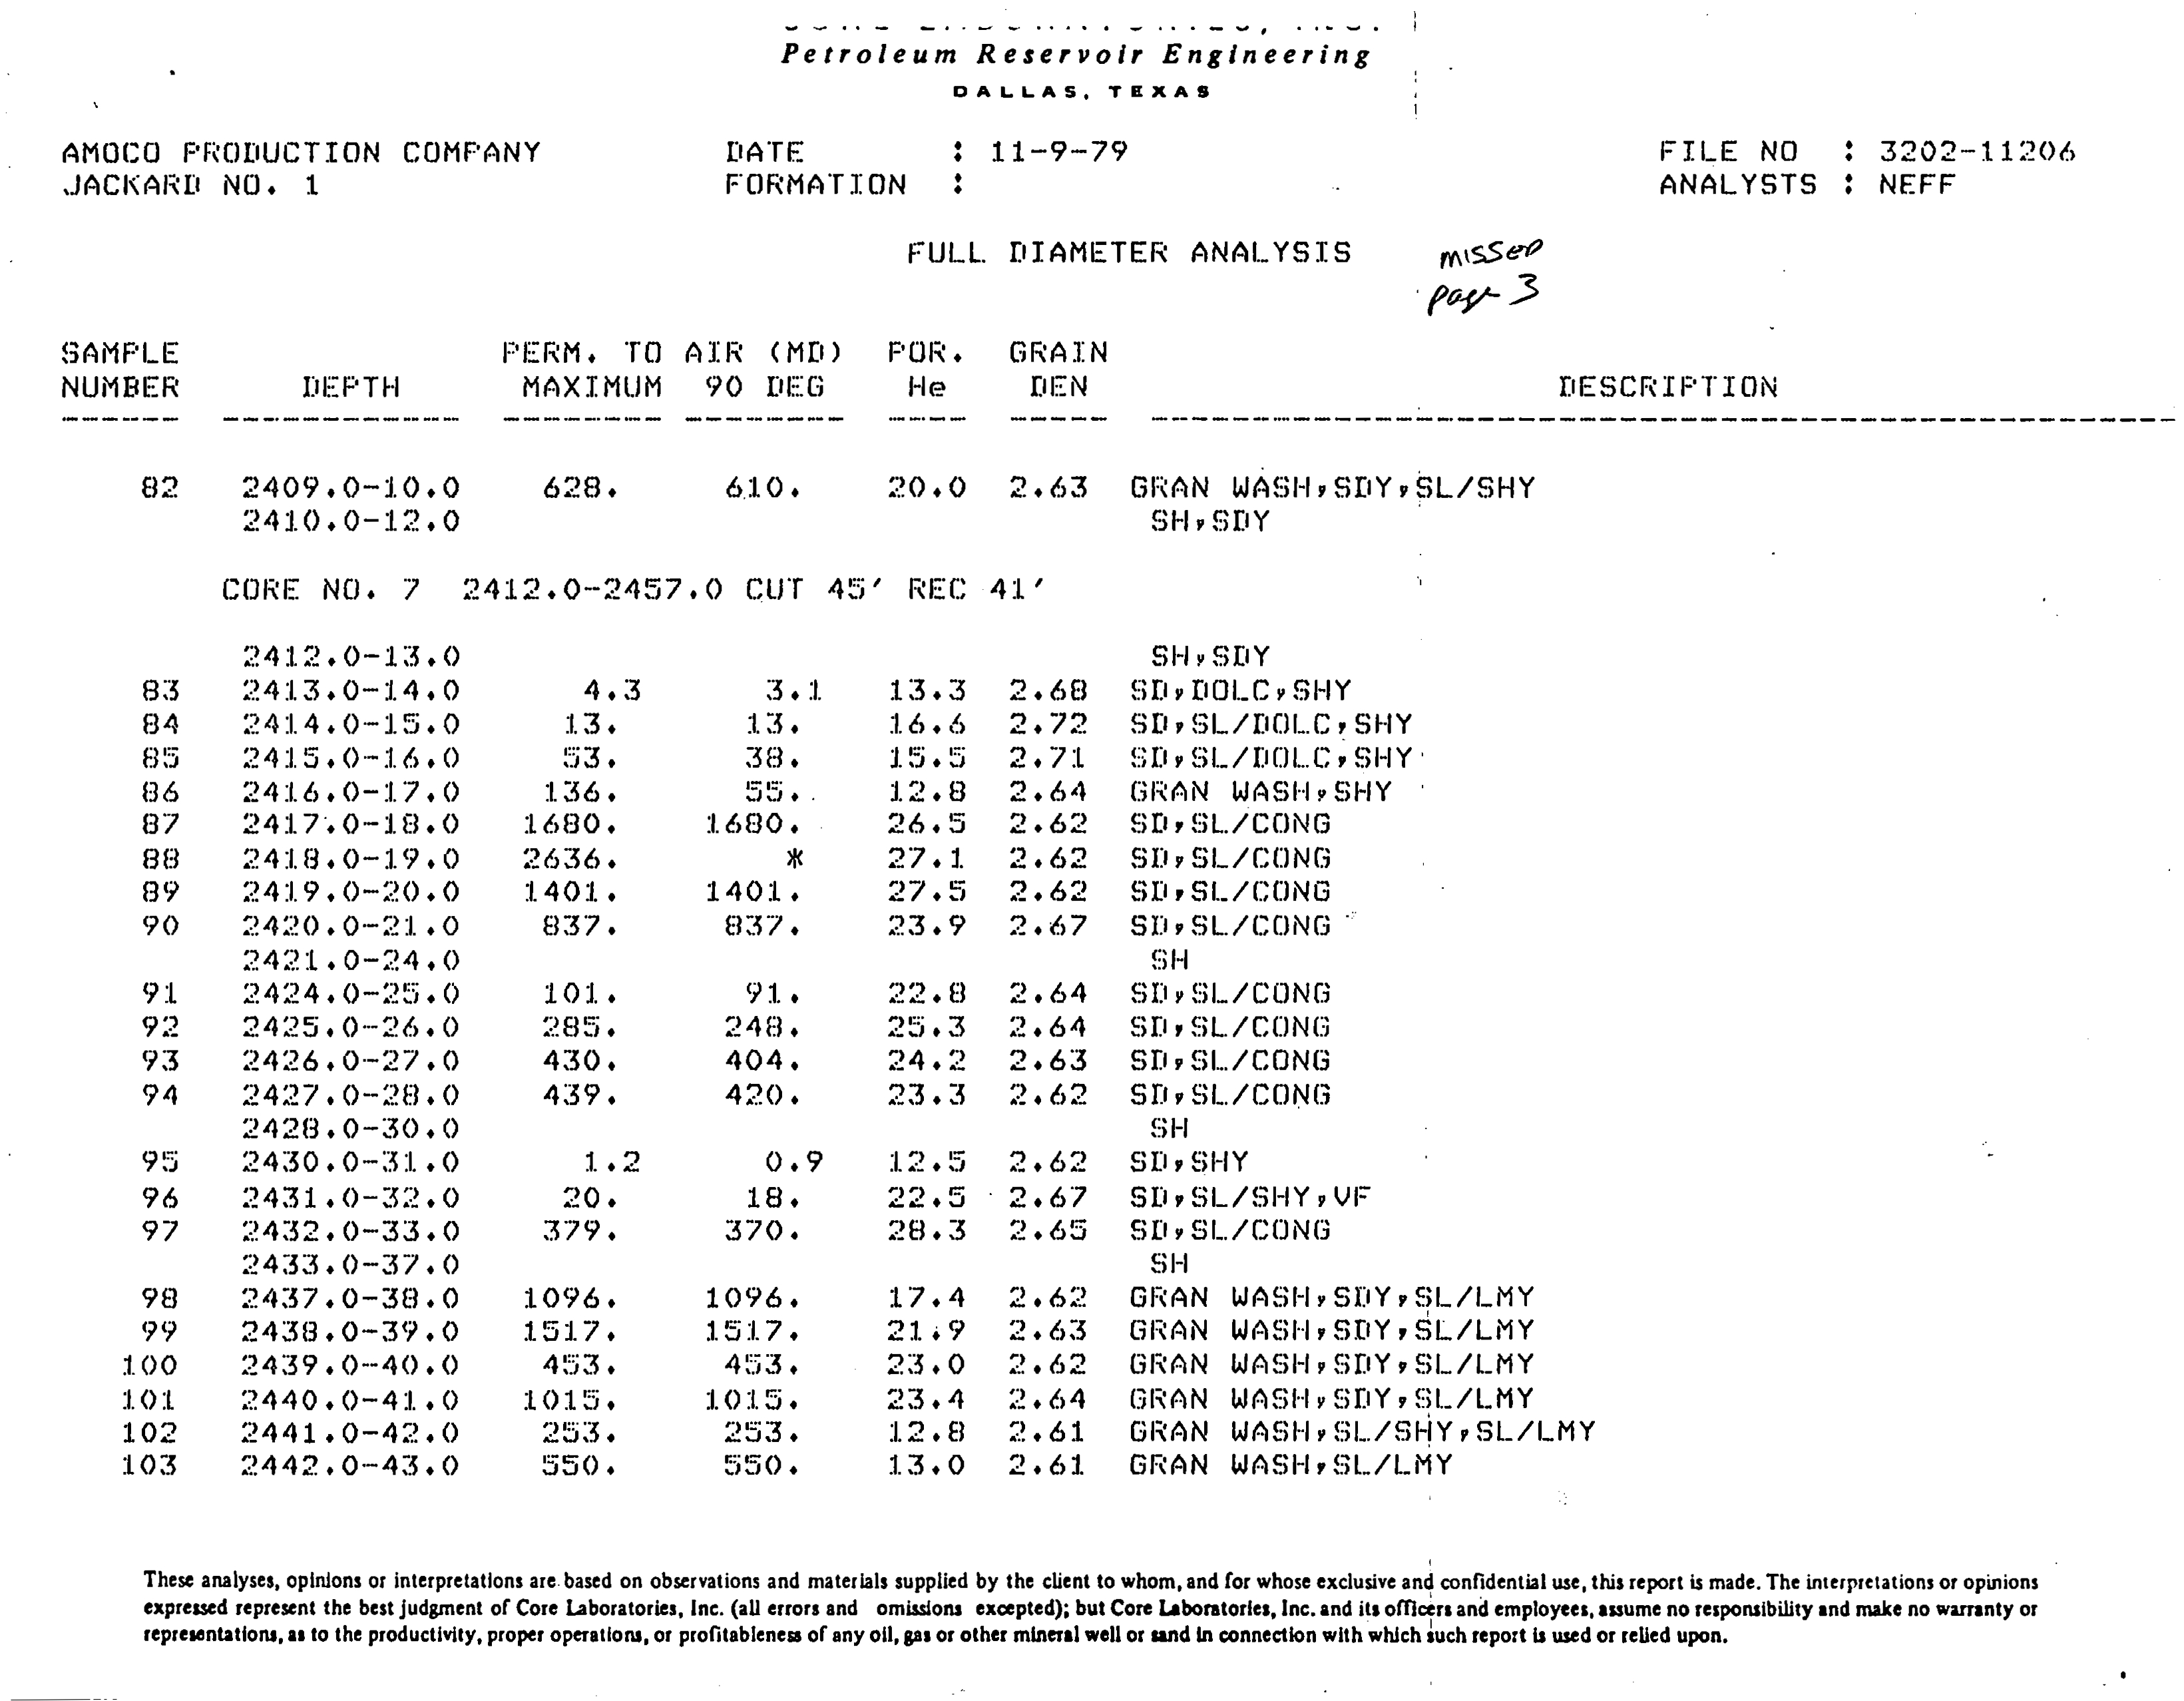 Petroleum Reservoir Engineering
DALLAS, TEXAS
AMOCO PRODUCTION COMPANY DATE : 11-9-79 FILE NO : 3202-11206
JACKARD NO. 1 FORMATION : ANALYSTS : NEFF
FULL DIAMETER ANALYSIS missed
page 3
SAMPLE PERM. TO AIR (MD) POR. GRAIN
NUMBER DEPTH MAXIMUM 90 DEG He DEN DESCRIPTION
82 2409.0-10.0 628. 610. 20.0 2.63 GRAN WASH,SDY,SL/SHY
2410.0-12.0 SH,SDY
CORE NO. 7 2412.0-2457.0 CUT 45' REC 41'
2412.0-13.0 SH,SDY
83 2413.0-14.0 4.3 3.1 13.3 2.68 SD,DOLC,SHY
84 2414.0-15.0 13. 13. 16.6 2.72 SD,SL/DOLC,SHY
85 2415.0-16.0 53. 38. 15.5 2.71 SD,SL/DOLC,SHY
86 2416.0-17.0 136. 55. 12.8 2.64 GRAN WASH,SHY
87 2417.0-18.0 1680. 1680. 26.5 2.62 SD,SL/CONG
88 2418.0-19.0 2636. * 27.1 2.62 SD,SL/CONG
89 2419.0-20.0 1401. 1401. 27.5 2.62 SD,SL/CONG
90 2420.0-21.0 837. 837. 23.9 2.67 SD,SL/CONG
2421.0-24.0 SH
91 2424.0-25.0 101. 91. 22.8 2.64 SD,SL/CONG
92 2425.0-26.0 285. 248. 25.3 2.64 SD,SL/CONG
93 2426.0-27.0 430. 404. 24.2 2.63 SD,SL/CONG
94 2427.0-28.0 439. 420. 23.3 2.62 SD,SL/CONG
2428.0-30.0 SH
95 2430.0-31.0 1.2 0.9 12.5 2.62 SD,SHY
96 2431.0-32.0 20. 18. 22.5 2.67 SD,SL/SHY,VF
97 2432.0-33.0 379. 370. 28.3 2.65 SD,SL/CONG
2433.0-37.0 SH
98 2437.0-38.0 1096. 1096. 17.4 2.62 GRAN WASH,SDY,SL/LMY
99 2438.0-39.0 1517. 1517. 21.9 2.63 GRAN WASH,SDY,SL/LMY
100 2439.0-40.0 453. 453. 23.0 2.62 GRAN WASH,SDY,SL/LMY
101 2440.0-41.0 1015. 1015. 23.4 2.64 GRAN WASH,SDY,SL/LMY
102 2441.0-42.0 253. 253. 12.8 2.61 GRAN WASH,SL/SHY,SL/LMY
103 2442.0-43.0 550. 550. 13.0 2.61 GRAN WASH,SL/LMY
These analyses, opinions or interpretations are based on observations and materials supplied by the client to whom, and for whose exclusive and confidential use, this report is made. The interpretations or opinions
expressed represent the best judgment of Core Laboratories, Inc. (all errors and omissions excepted); but Core Laboratories, Inc. and its officers and employees, assume no responsibility and make no warranty or
representations, as to the productivity, proper operations, or profitableness of any oil, gas or other mineral well or sand in connection with which such report is used or relied upon.